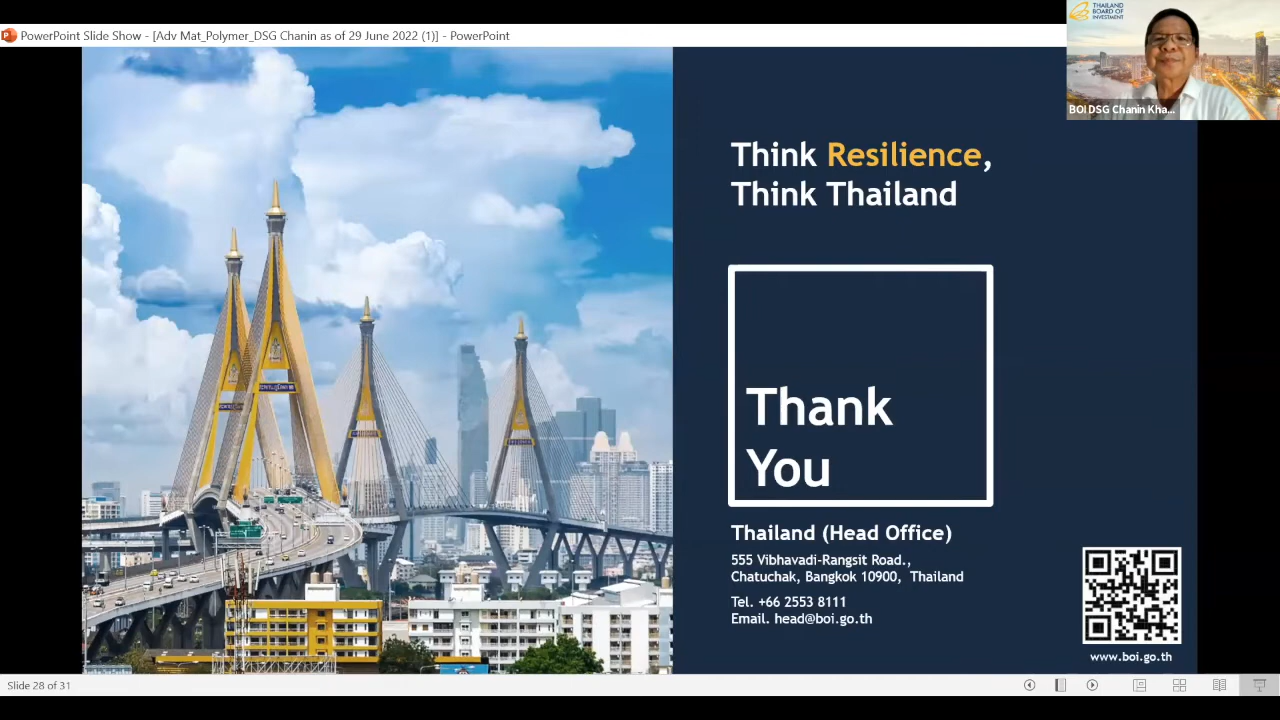 THAILAND
BOARD OF
INVESTMENT
PowerPoint Slide Show - [Adv Mat_Polymer_DSG Chanin as of 29 June 2022 (1)] - PowerPoint
BOI DSG Chanin Kha...
Think Resilience,
Think Thailand
Thank
You
Thailand (Head Office)
555 Vibhavadi-Rangsit Road.,
Chatuchak, Bangkok 10900, Thailand
Tel. +66 2553 8111
Email. head@boi.go.th
www.boi.go.th
Slide 28 of 31